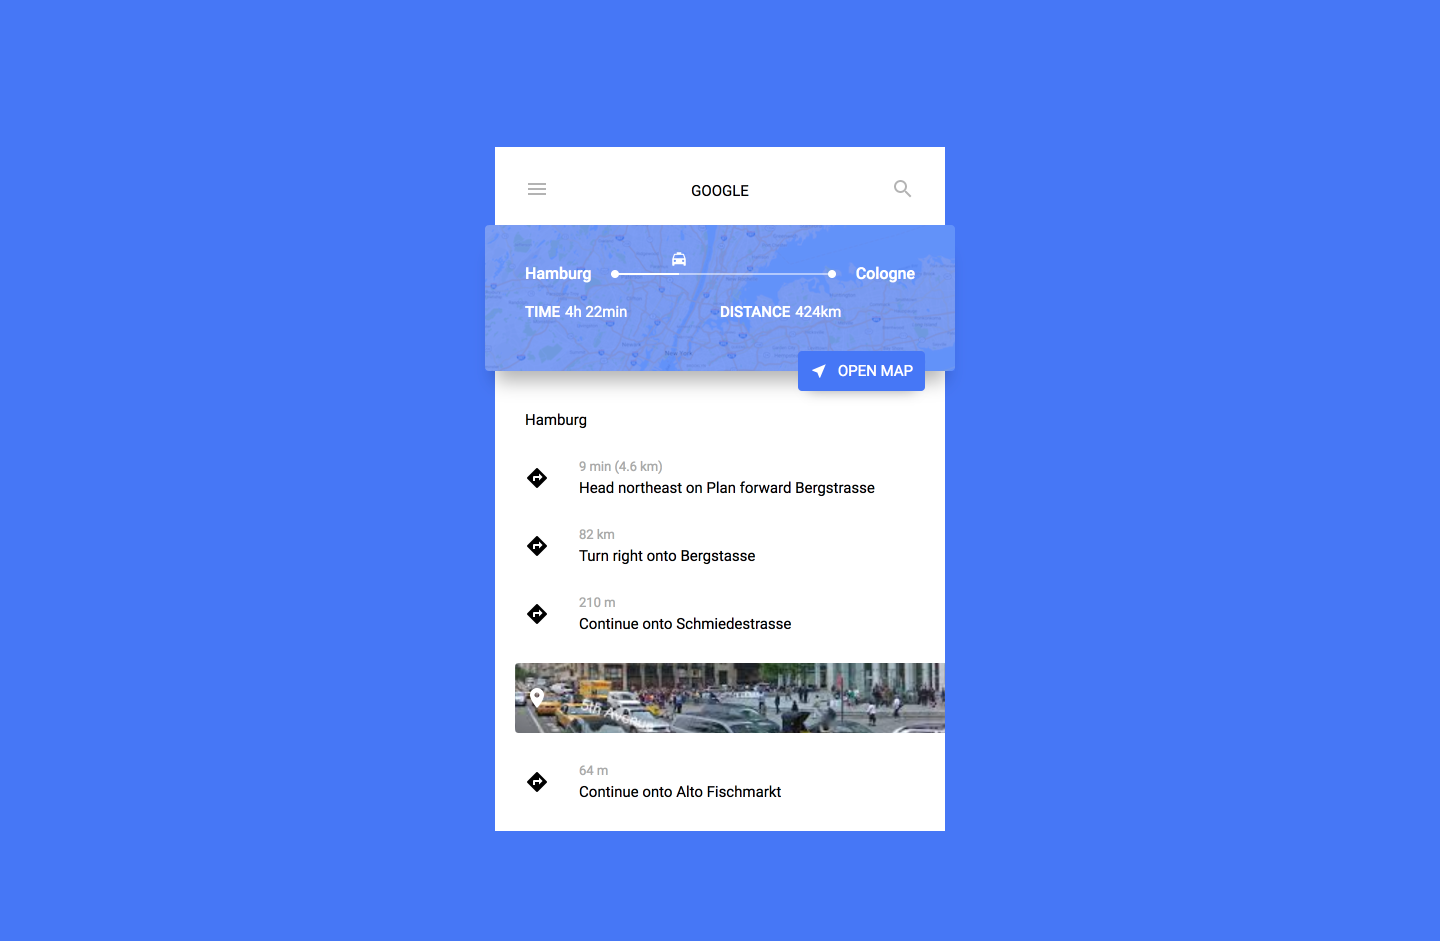 GOOGLE
Hamburg
Cologne
TIME 4h 22min
DISTANCE 424km
New York
OPEN MAP
Hamburg
9 min (4.6 km)
Head northeast on Plan forward Bergstrasse
82 km
Turn right onto Bergstasse
210 m
Continue onto Schmiedestrasse
5th Avenue
64 m
Continue onto Alto Fischmarkt